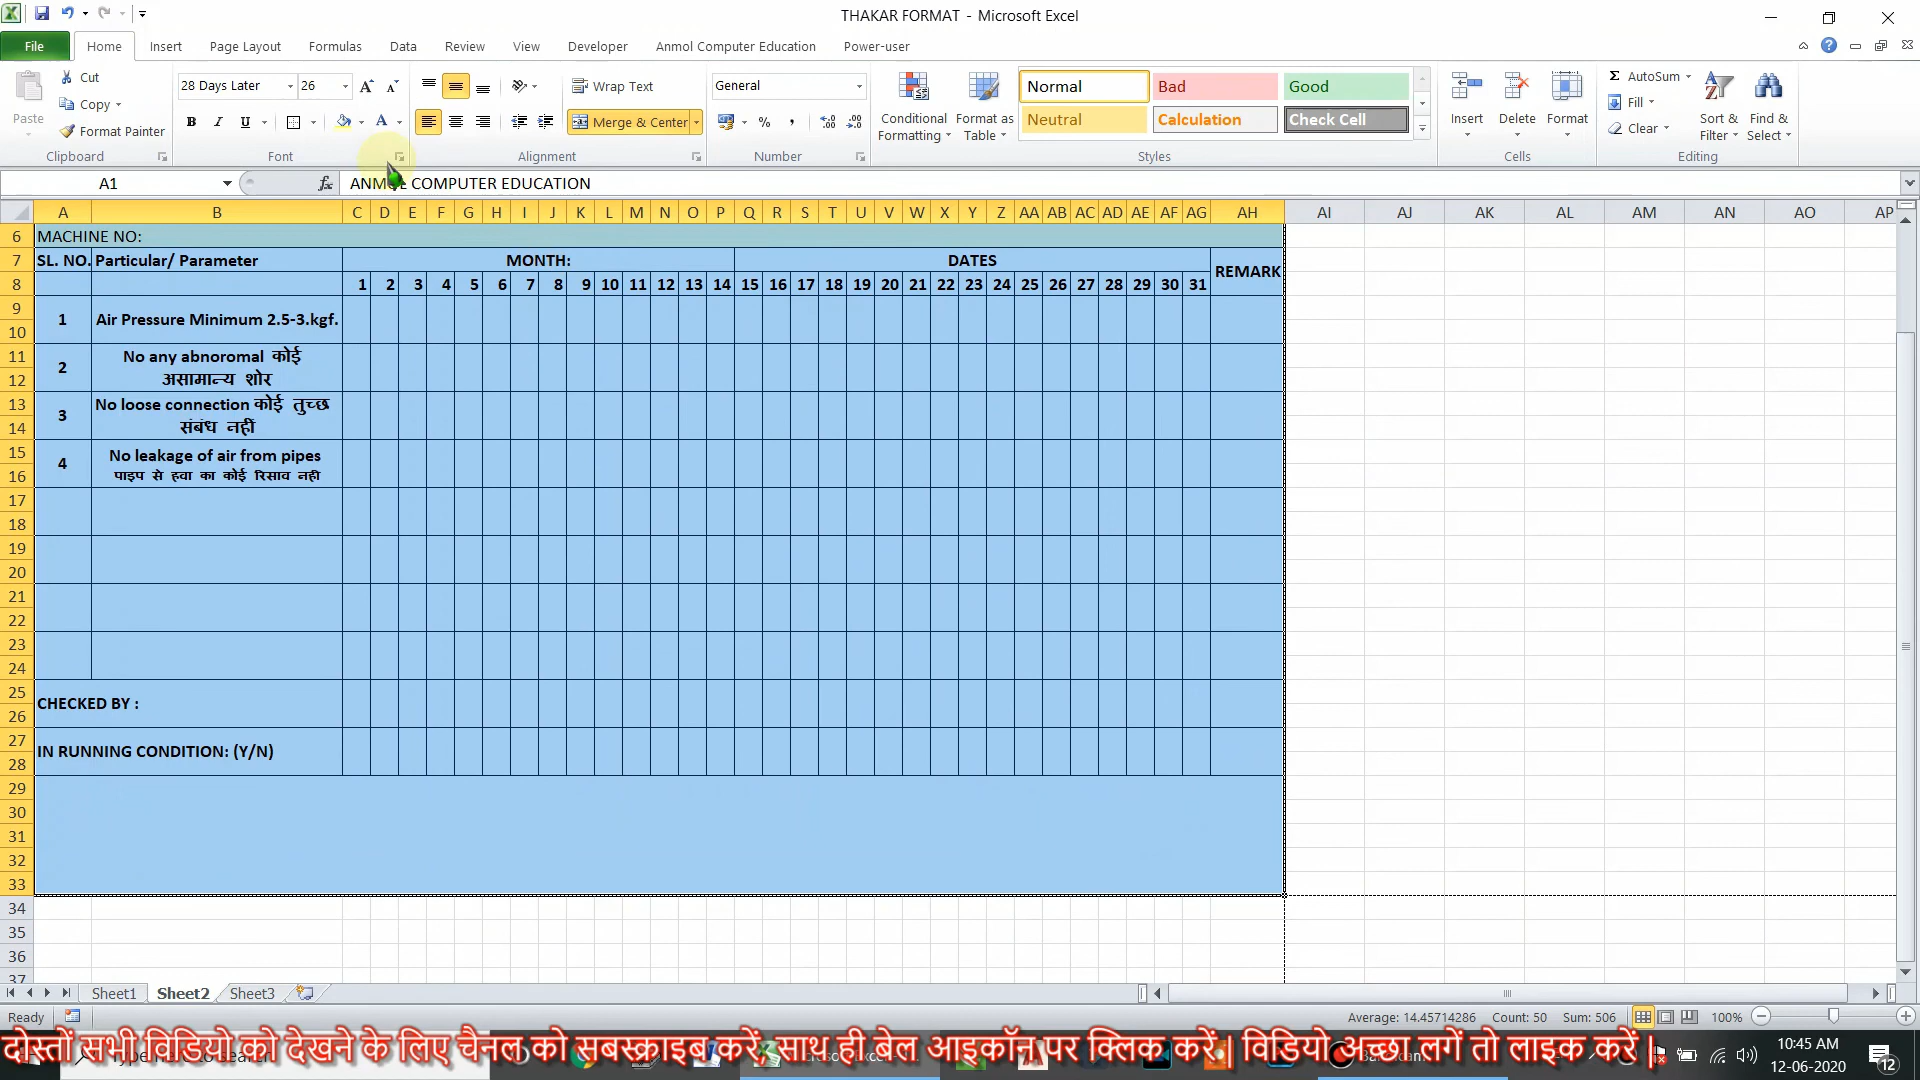 THAKAR FORMAT - Microsoft Excel
File Home Insert Page Layout Formulas Data Review View Developer Anmol Computer Education Power-user
Cut
Copy
Format Painter
Paste
Clipboard
28 Days Later 26
B I U A
Font
Wrap Text
Merge & Center
Alignment
General
% ,
Number
Conditional Formatting
Format as Table
Normal Bad Good
Neutral Calculation Check Cell
Styles
Insert Delete Format
Cells
Σ AutoSum
Fill
Clear
Sort & Filter
Find & Select
Editing
A1 fx COMPUTER EDUCATION
A B C D E F G H I J K L M N O P Q R S T U V W X Y Z AA AB AC AD AE AF AG AH AI AJ AK AL AM AN AO AP
6 MACHINE NO:
7 SL. NO. Particular/ Parameter MONTH: DATES REMARK
8 1 2 3 4 5 6 7 8 9 10 11 12 13 14 15 16 17 18 19 20 21 22 23 24 25 26 27 28 29 30 31
9
10
1 Air Pressure Minimum 2.5-3.kgf.
11
12
2 No any abnoromal कोई
असामान्य शोर
13
14
3 No loose connection कोई तुच्छ
संबंध नहीं
15
16
4 No leakage of air from pipes
पाइप से हवा का कोई रिसाव नही
17
18
19
20
21
22
23
24
25
26
CHECKED BY :
27
28
IN RUNNING CONDITION: (Y/N)
29
30
31
32
33
34
35
36
37
Sheet1 Sheet2 Sheet3
Ready Average: 14.45714286 Count: 50 Sum: 506 100%
दोस्तों सभी विडियो को देखने के लिए चैनल को सबस्क्राइब करें, साथ ही बेल आइकॉन पर क्लिक करें | विडियो अच्छा लगें तो लाइक करें |
10:45 AM
12-06-2020
12